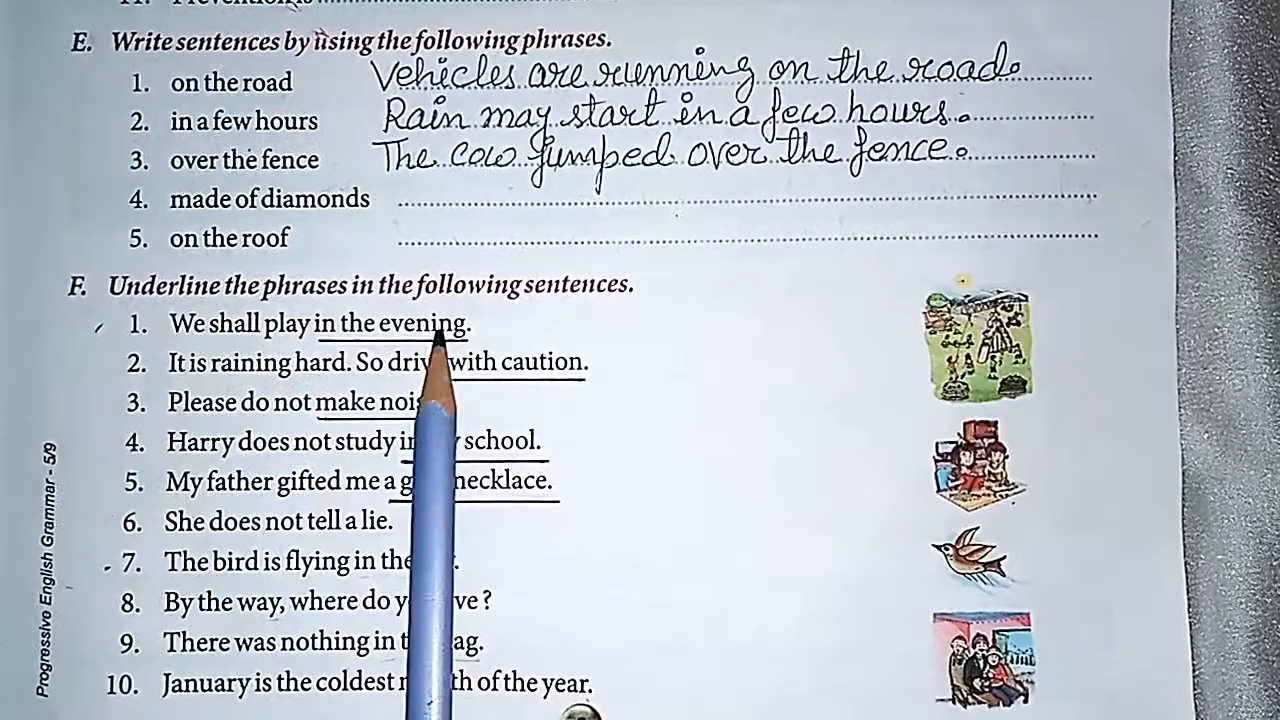 E. Write sentences by using the following phrases.
1. on the road Vehicles are running on the road.
2. in a few hours Rain may start in a few hours.
3. over the fence The cow jumped over the fence.
4. made of diamonds
5. on the roof
F. Underline the phrases in the following sentences.
1. We shall play in the evening.
2. It is raining hard. So with caution.
3. Please do not make
4. Harry does not study school.
5. My father gifted me a necklace.
6. She does not tell a lie.
7. The bird is flying in the
8. By the way, where do ?
9. There was nothing in
10. January is the coldest of the year.
Progressive English Grammar - 5/9